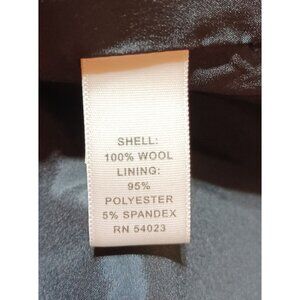 SHELL:
100% WOOL
LINING:
95%
POLYESTER
5% SPANDEX
RN 54023